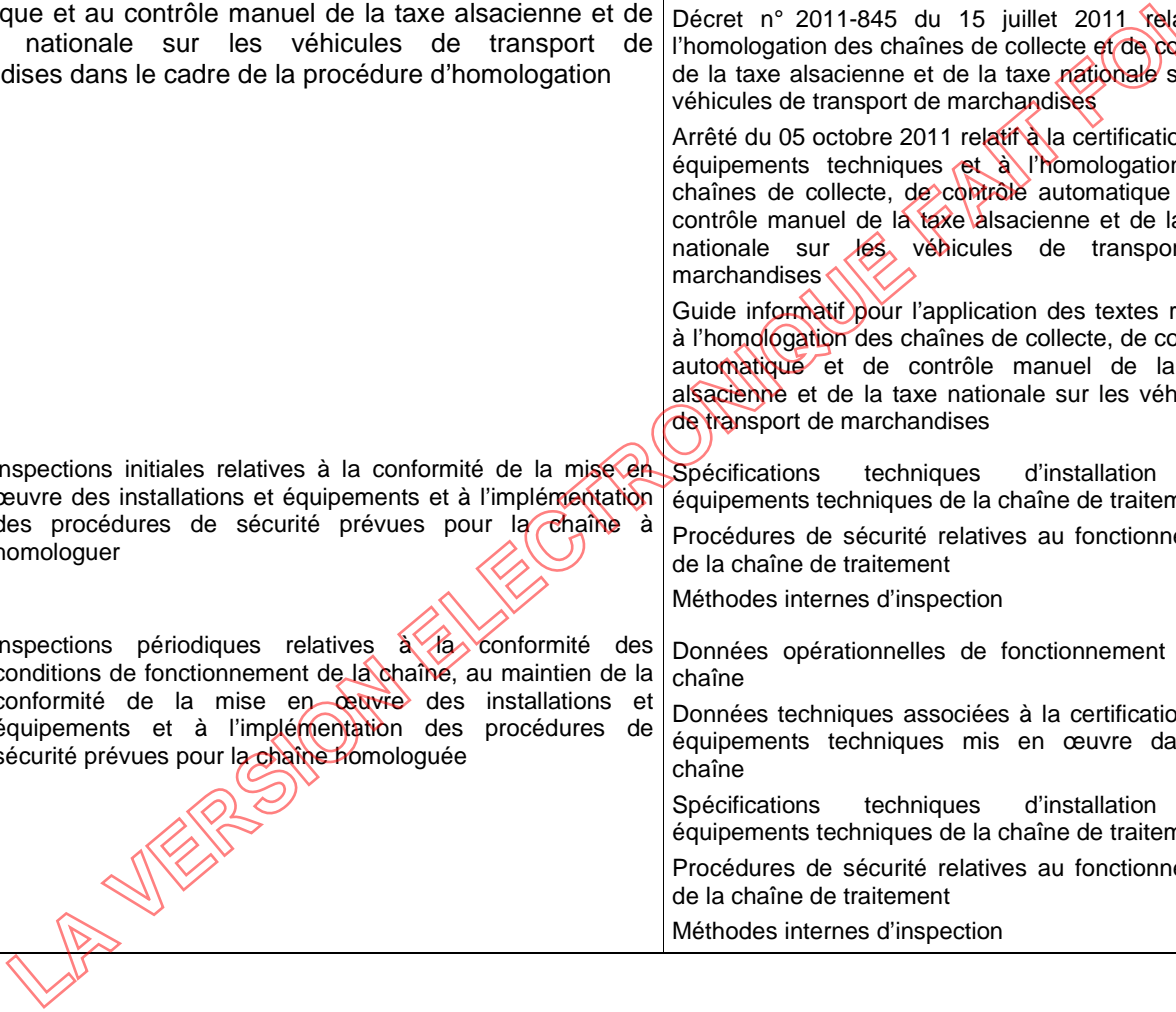 que et au contrôle manuel de la taxe alsacienne et de
nationale sur les véhicules de transport de
dises dans le cadre de la procédure d'homologation
nspections initiales relatives à la conformité de la mise en
œuvre des installations et équipements et à l'implémentation
des procédures de sécurité prévues pour la chaîne à
homologuer
nspections périodiques relatives à la conformité des
conditions de fonctionnement de la chaîne, au maintien de la
conformité de la mise en œuvre des installations et
équipements et à l'implémentation des procédures de
sécurité prévues pour la chaîne homologuée
Décret n° 2011-845 du 15 juillet 2011 rela
l'homologation des chaînes de collecte et de co
de la taxe alsacienne et de la taxe nationale s
véhicules de transport de marchandises
Arrêté du 05 octobre 2011 relatif à la certificatio
équipements techniques et à l'homologation
chaînes de collecte, de contrôle automatique
contrôle manuel de la taxe alsacienne et de la
nationale sur les véhicules de transpor
marchandises
Guide informatif pour l'application des textes r
à l'homologation des chaînes de collecte, de co
automatique et de contrôle manuel de la
alsacienne et de la taxe nationale sur les véh
de transport de marchandises
Spécifications techniques d'installation
équipements techniques de la chaîne de traitem
Procédures de sécurité relatives au fonctionne
de la chaîne de traitement
Méthodes internes d'inspection
Données opérationnelles de fonctionnement
chaîne
Données techniques associées à la certificatio
équipements techniques mis en œuvre da
chaîne
Spécifications techniques d'installation
équipements techniques de la chaîne de traitem
Procédures de sécurité relatives au fonctionne
de la chaîne de traitement
Méthodes internes d'inspection
LA VERSION ELECTRONIQUE FAIT FOI